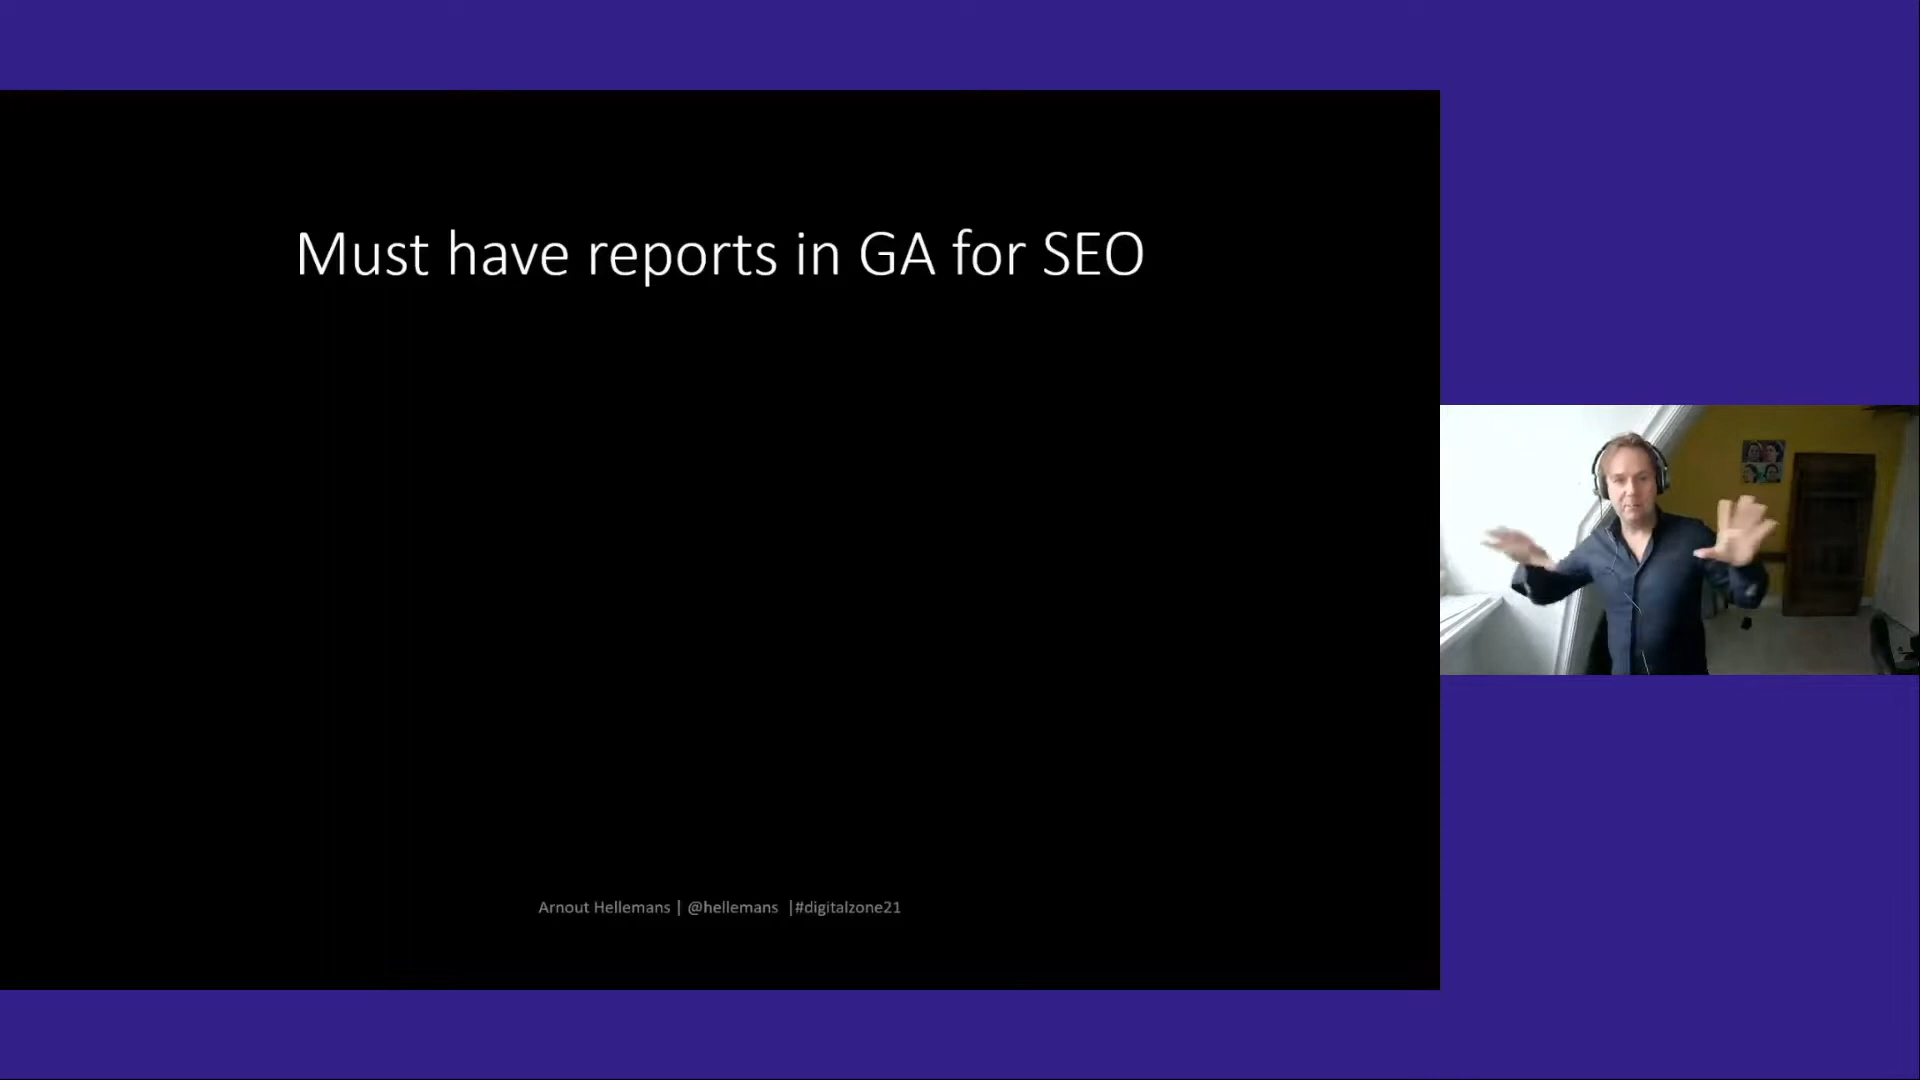 Must have reports in GA for SEO
Arnout Hellemans | @hellemans |#digitalzone21